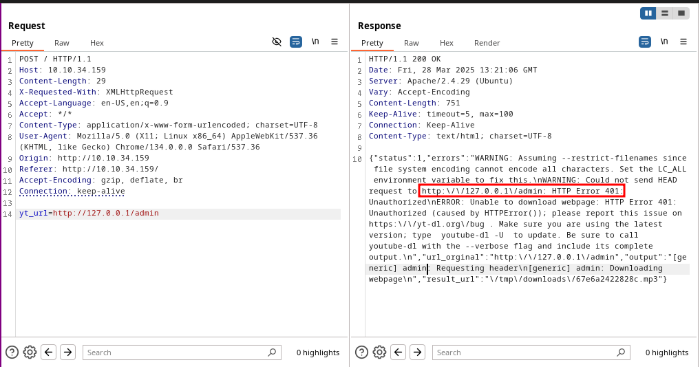 Request
Pretty Raw Hex
\n
1 POST / HTTP/1.1
2 Host: 10.10.34.159
3 Content-Length: 29
4 X-Requested-With: XMLHttpRequest
5 Accept-Language: en-US,en;q=0.9
6 Accept: */*
7 Content-Type: application/x-www-form-urlencoded; charset=UTF-8
8 User-Agent: Mozilla/5.0 (X11; Linux x86_64) AppleWebKit/537.36
(KHTML, like Gecko) Chrome/134.0.0.0 Safari/537.36
9 Origin: http://10.10.34.159
10 Referer: http://10.10.34.159/
11 Accept-Encoding: gzip, deflate, br
12 Connection: keep-alive
13
14 yt_url=http://127.0.0.1/admin
Search
0 highlights
Response
Pretty Raw Hex Render
\n
1 HTTP/1.1 200 OK
2 Date: Fri, 28 Mar 2025 13:21:06 GMT
3 Server: Apache/2.4.29 (Ubuntu)
4 Vary: Accept-Encoding
5 Content-Length: 751
6 Keep-Alive: timeout=5, max=100
7 Connection: Keep-Alive
8 Content-Type: text/html; charset=UTF-8
9
10 {"status":1,"errors":"WARNING: Assuming --restrict-filenames since
file system encoding cannot encode all characters. Set the LC_ALL
environment variable to fix this.\nWARNING: Could not send HEAD
request to http:\/\/127.0.0.1\/admin: HTTP Error 401:
Unauthorized\nERROR: Unable to download webpage: HTTP Error 401:
Unauthorized (caused by HTTPError()); please report this issue on
https:\/\/yt-dl.org\/bug . Make sure you are using the latest
version; type  youtube-dl -U  to update. Be sure to call
youtube-dl with the --verbose flag and include its complete
output.\n","url_orginal":"http:\/\/127.0.0.1\/admin","output":"[ge
neric] admin: Requesting header\n[generic] admin: Downloading
webpage\n","result_url":"\/tmp\/downloads\/67e6a2422828c.mp3"}
Search
0 highlights